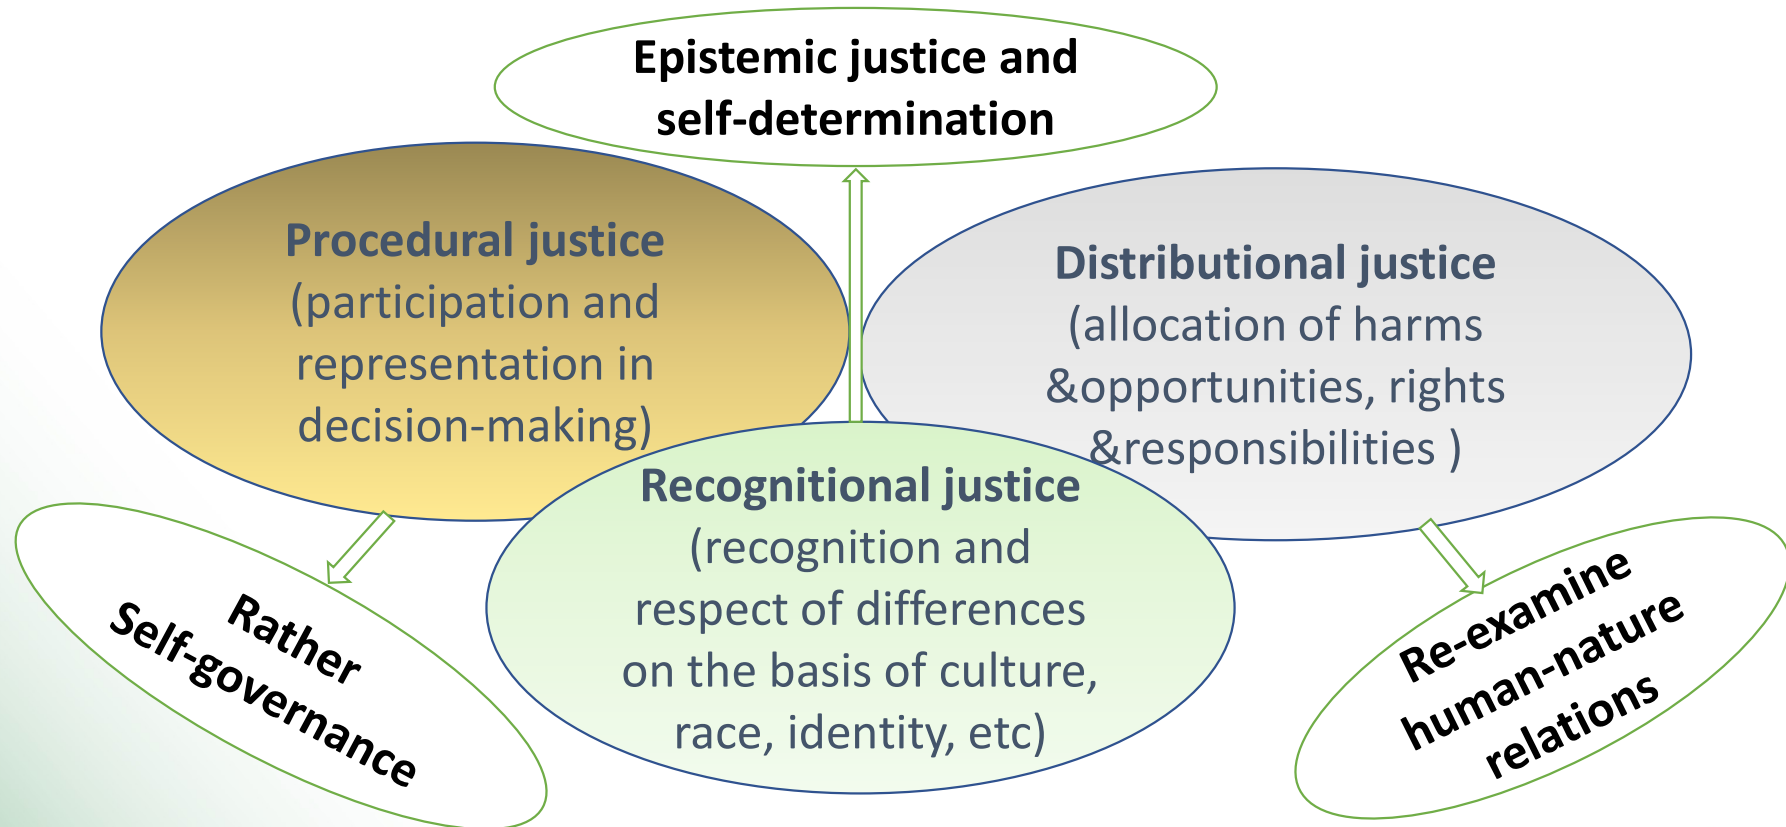 Epistemic justice and
self-determination
Procedural justice
(participation and
representation in
decision-making)
Distributional justice
(allocation of harms
&opportunities, rights
&responsibilities )
Recognitional justice
(recognition and
respect of differences
on the basis of culture,
race, identity, etc)
Rather
Self-governance
Re-examine
human-nature
relations